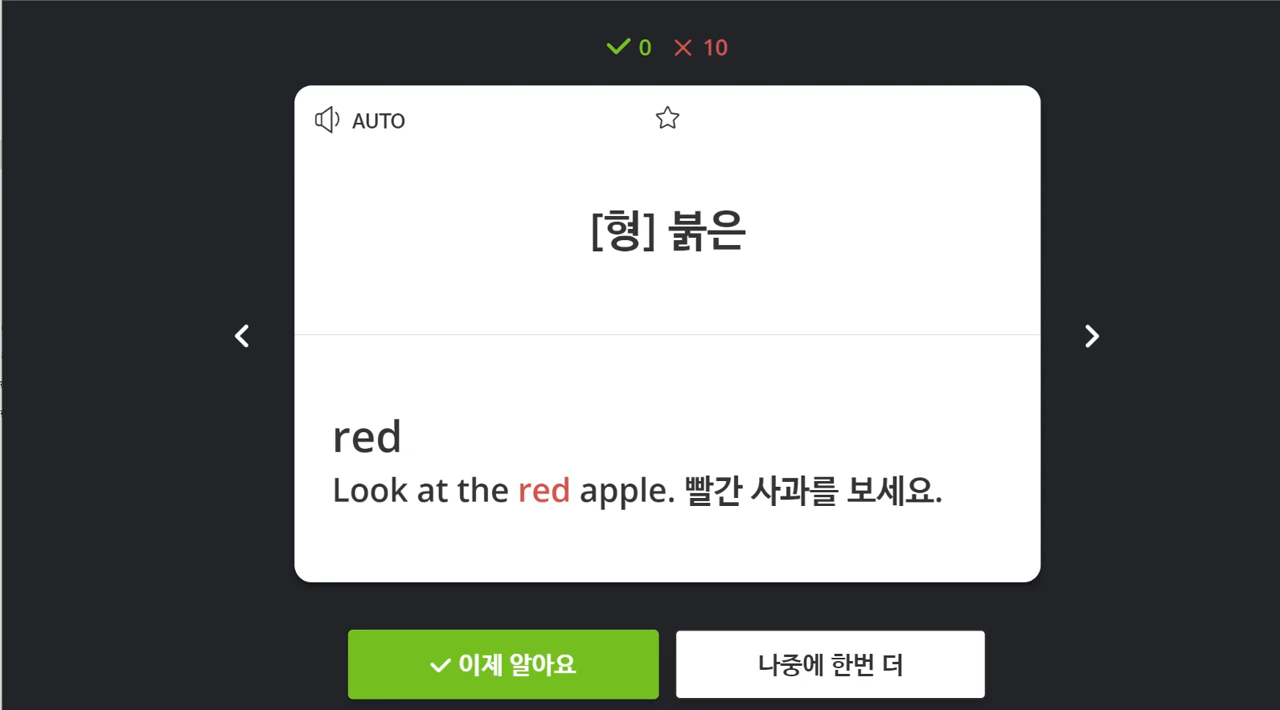 0 10
AUTO
[형] 붉은
red
Look at the red apple. 빨간 사과를 보세요.
이제 알아요 나중에 한번 더